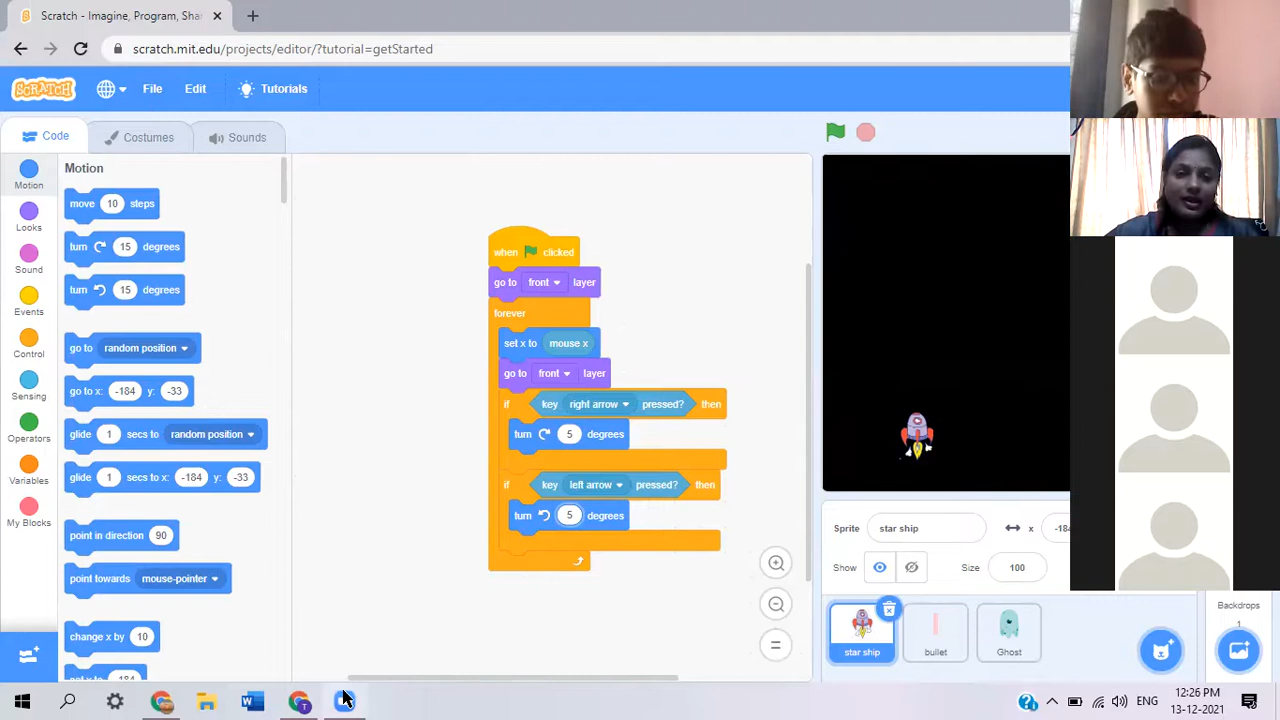 Scratch - Imagine, Program, Shar
scratch.mit.edu/projects/editor/?tutorial=getStarted
SCRATCH
File
Edit
Tutorials
Code
Costumes
Sounds
Motion
Looks
Sound
Events
Control
Sensing
Operators
Variables
My Blocks
Motion
move 10 steps
turn 15 degrees
turn 15 degrees
go to random position
go to x: -184 y: -33
glide 1 secs to random position
glide 1 secs to x: -184 y: -33
point in direction 90
point towards mouse-pointer
change x by 10
when clicked
go to front layer
forever
set x to mouse x
go to front layer
if key right arrow pressed? then
turn 5 degrees
if key left arrow pressed? then
turn 5 degrees
Sprite star ship x -184
Show Size 100
star ship
bullet
Ghost
Backdrops
1
ENG
12:26 PM
13-12-2021